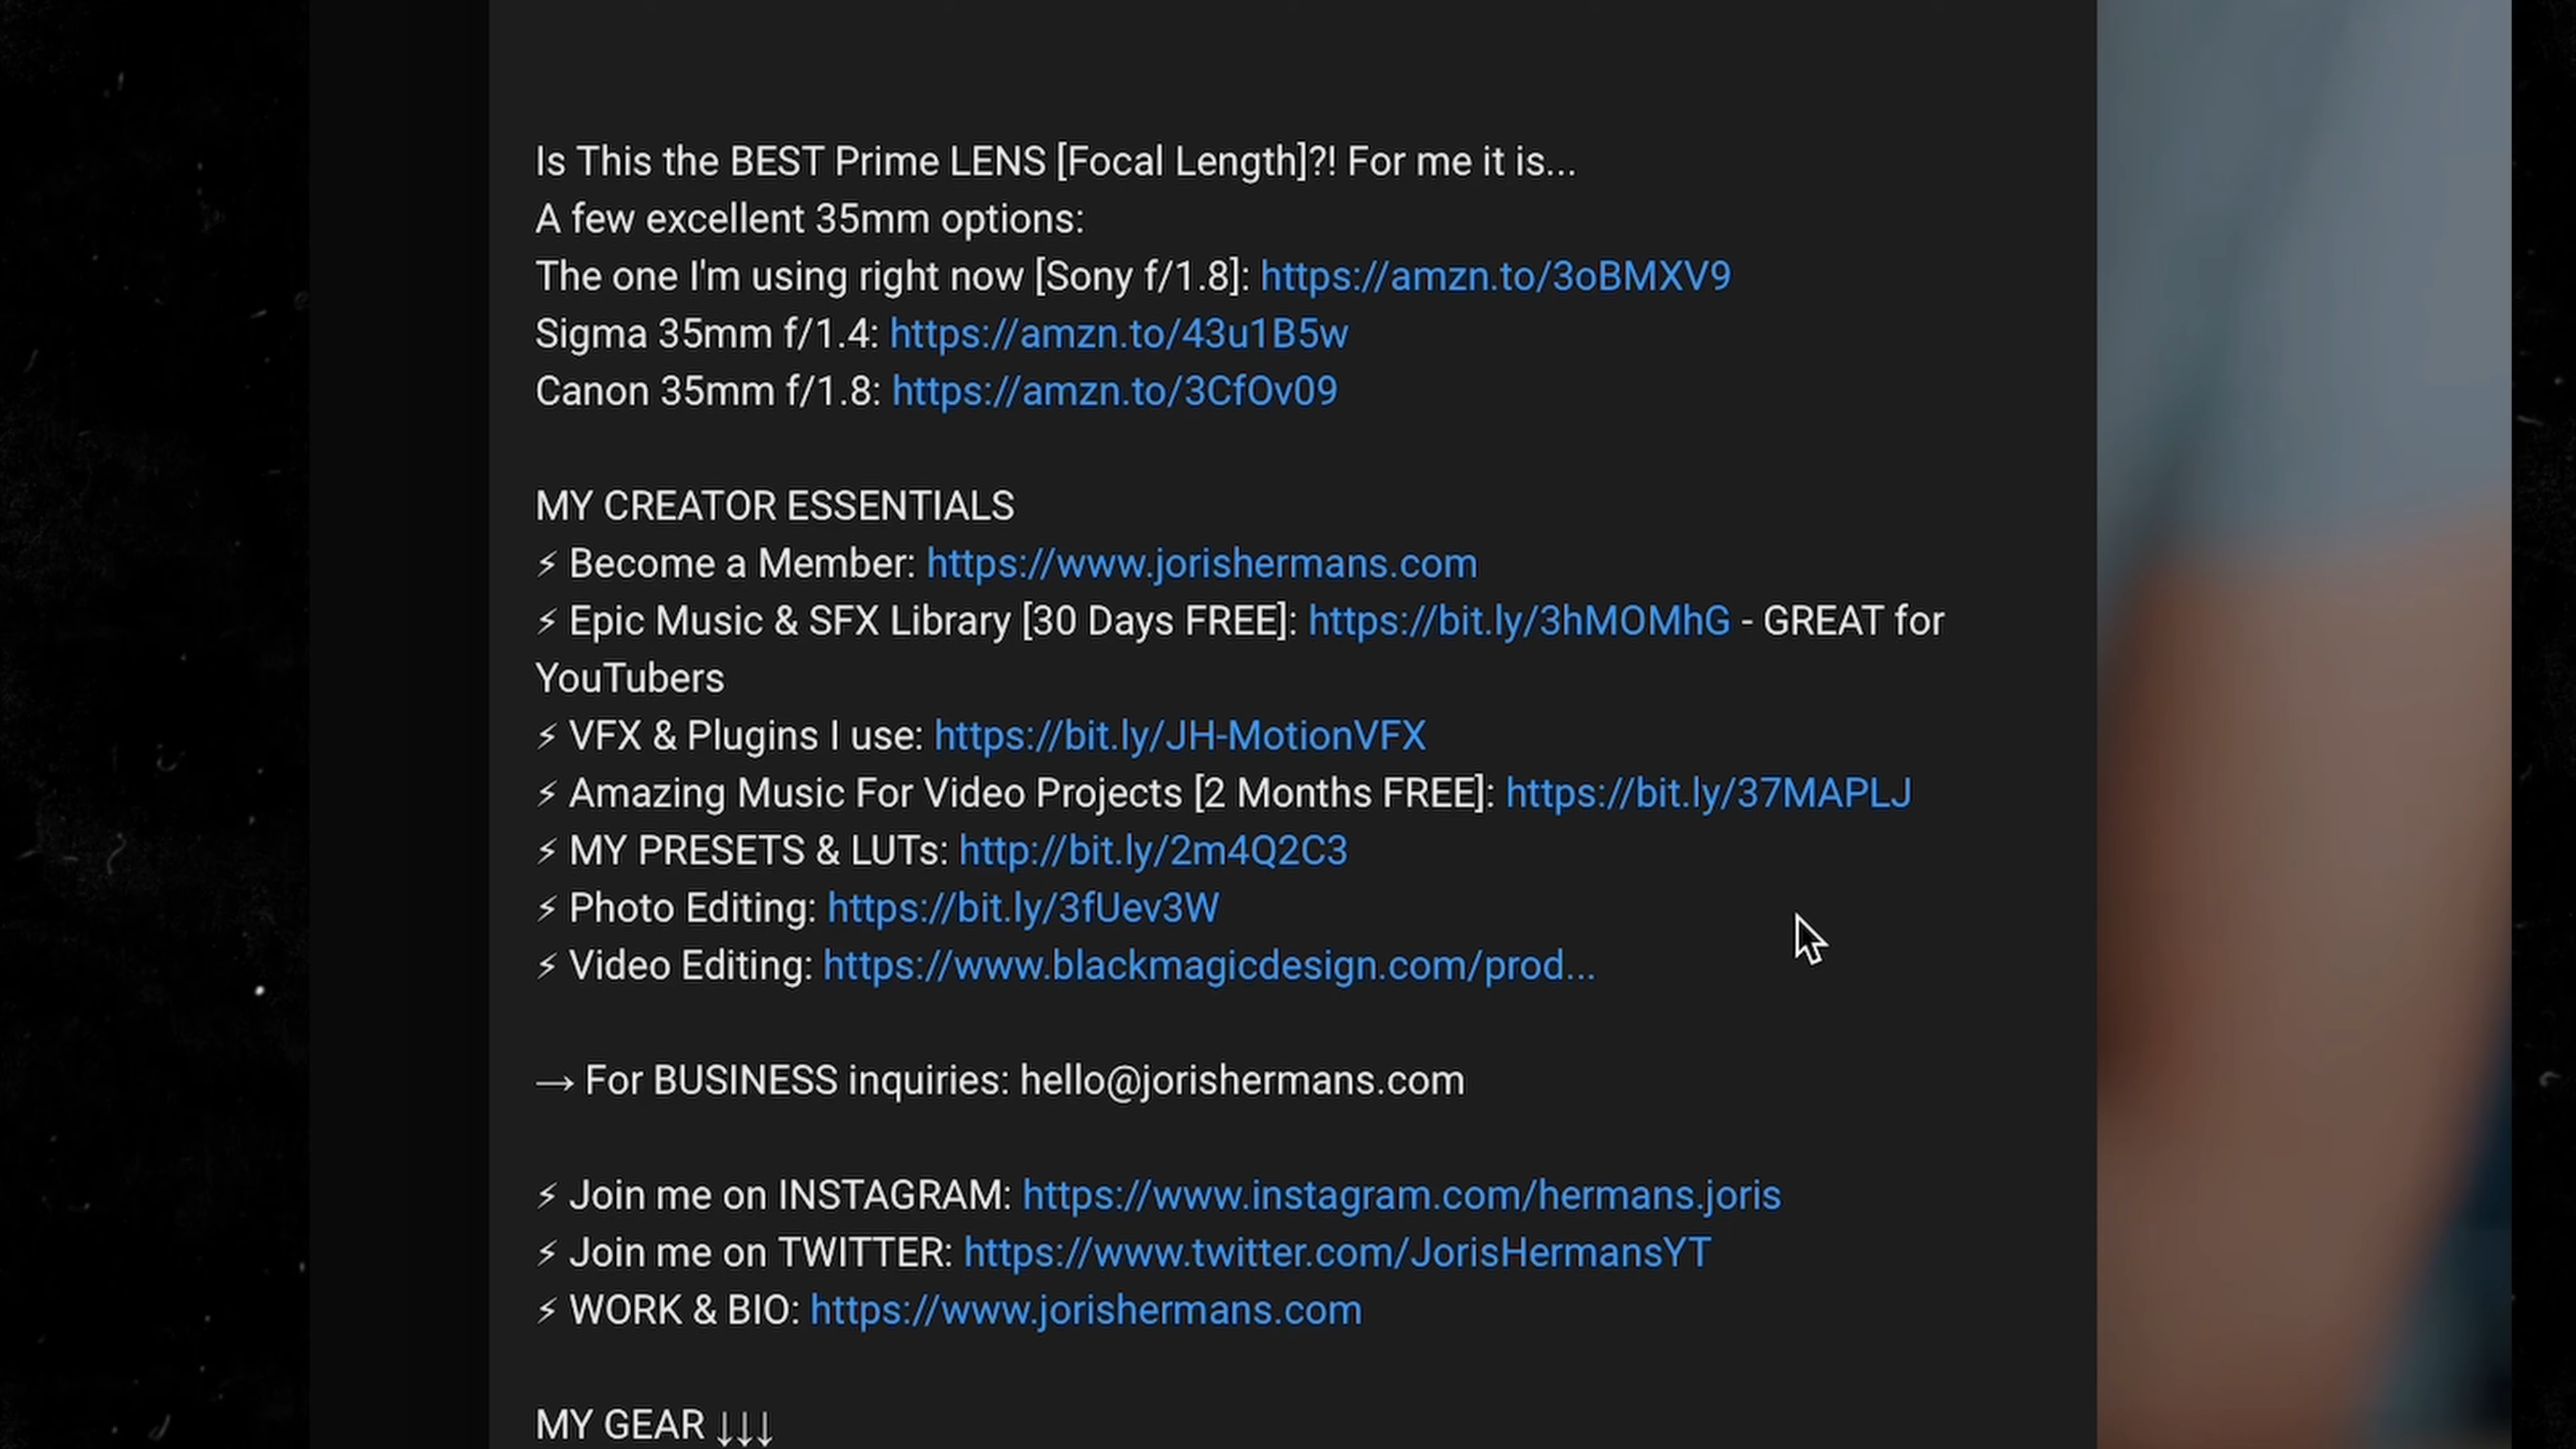 Is This the BEST Prime LENS [Focal Length]?! For me it is...
A few excellent 35mm options:
The one I'm using right now [Sony f/1.8]: https://amzn.to/3oBMXV9
Sigma 35mm f/1.4: https://amzn.to/43u1B5w
Canon 35mm f/1.8: https://amzn.to/3CfOv09
MY CREATOR ESSENTIALS
⚡ Become a Member: https://www.jorishermans.com
⚡ Epic Music & SFX Library [30 Days FREE]: https://bit.ly/3hMOMhG - GREAT for
YouTubers
⚡ VFX & Plugins I use: https://bit.ly/JH-MotionVFX
⚡ Amazing Music For Video Projects [2 Months FREE]: https://bit.ly/37MAPLJ
⚡ MY PRESETS & LUTs: http://bit.ly/2m4Q2C3
⚡ Photo Editing: https://bit.ly/3fUev3W
⚡ Video Editing: https://www.blackmagicdesign.com/prod...
→ For BUSINESS inquiries: hello@jorishermans.com
⚡ Join me on INSTAGRAM: https://www.instagram.com/hermans.joris
⚡ Join me on TWITTER: https://www.twitter.com/JorisHermansYT
⚡ WORK & BIO: https://www.jorishermans.com
MY GEAR ↓↓↓